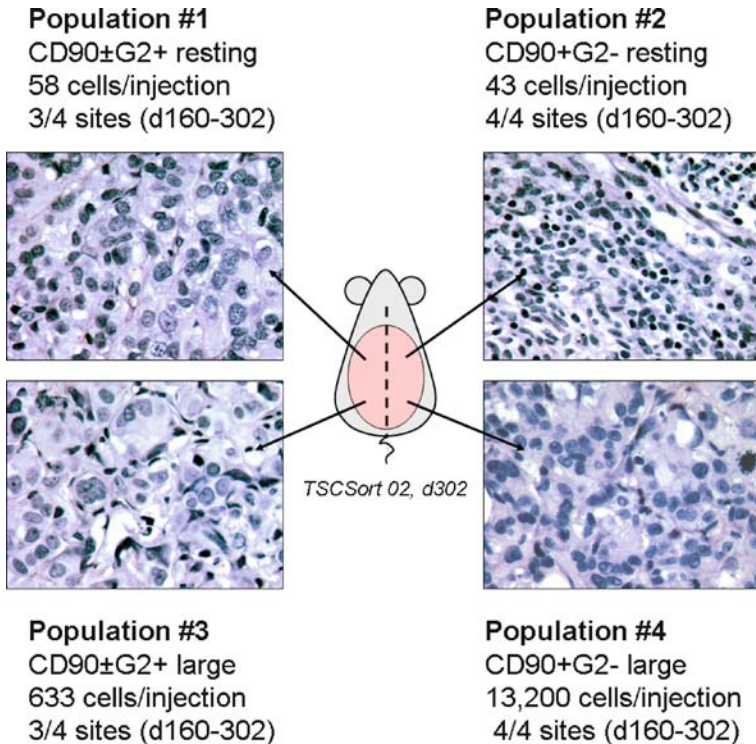 Population #1
CD90±G2+ resting
58 cells/injection
3/4 sites (d160-302)
Population #2
CD90+G2- resting
43 cells/injection
4/4 sites (d160-302)
TSCSort 02, d302
Population #3
CD90±G2+ large
633 cells/injection
3/4 sites (d160-302)
Population #4
CD90+G2- large
13,200 cells/injection
4/4 sites (d160-302)